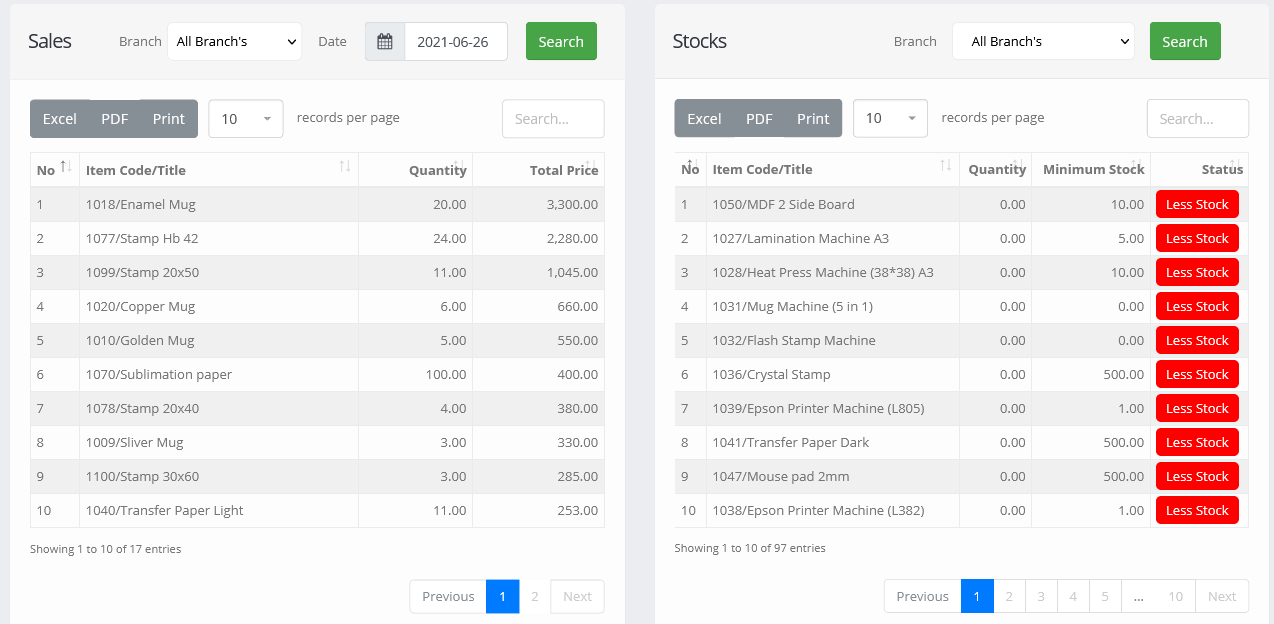 Sales Branch All Branch's Date 2021-06-26 Search
Excel PDF Print 10 records per page Search...
No Item Code/Title Quantity Total Price
1 1018/Enamel Mug 20.00 3,300.00
2 1077/Stamp Hb 42 24.00 2,280.00
3 1099/Stamp 20x50 11.00 1,045.00
4 1020/Copper Mug 6.00 660.00
5 1010/Golden Mug 5.00 550.00
6 1070/Sublimation paper 100.00 400.00
7 1078/Stamp 20x40 4.00 380.00
8 1009/Sliver Mug 3.00 330.00
9 1100/Stamp 30x60 3.00 285.00
10 1040/Transfer Paper Light 11.00 253.00
Showing 1 to 10 of 17 entries
Previous 1 2 Next
Stocks Branch All Branch's Search
Excel PDF Print 10 records per page Search...
No Item Code/Title Quantity Minimum Stock Status
1 1050/MDF 2 Side Board 0.00 10.00 Less Stock
2 1027/Lamination Machine A3 0.00 5.00 Less Stock
3 1028/Heat Press Machine (38*38) A3 0.00 10.00 Less Stock
4 1031/Mug Machine (5 in 1) 0.00 0.00 Less Stock
5 1032/Flash Stamp Machine 0.00 0.00 Less Stock
6 1036/Crystal Stamp 0.00 500.00 Less Stock
7 1039/Epson Printer Machine (L805) 0.00 1.00 Less Stock
8 1041/Transfer Paper Dark 0.00 500.00 Less Stock
9 1047/Mouse pad 2mm 0.00 500.00 Less Stock
10 1038/Epson Printer Machine (L382) 0.00 1.00 Less Stock
Showing 1 to 10 of 97 entries
Previous 1 2 3 4 5 ... 10 Next